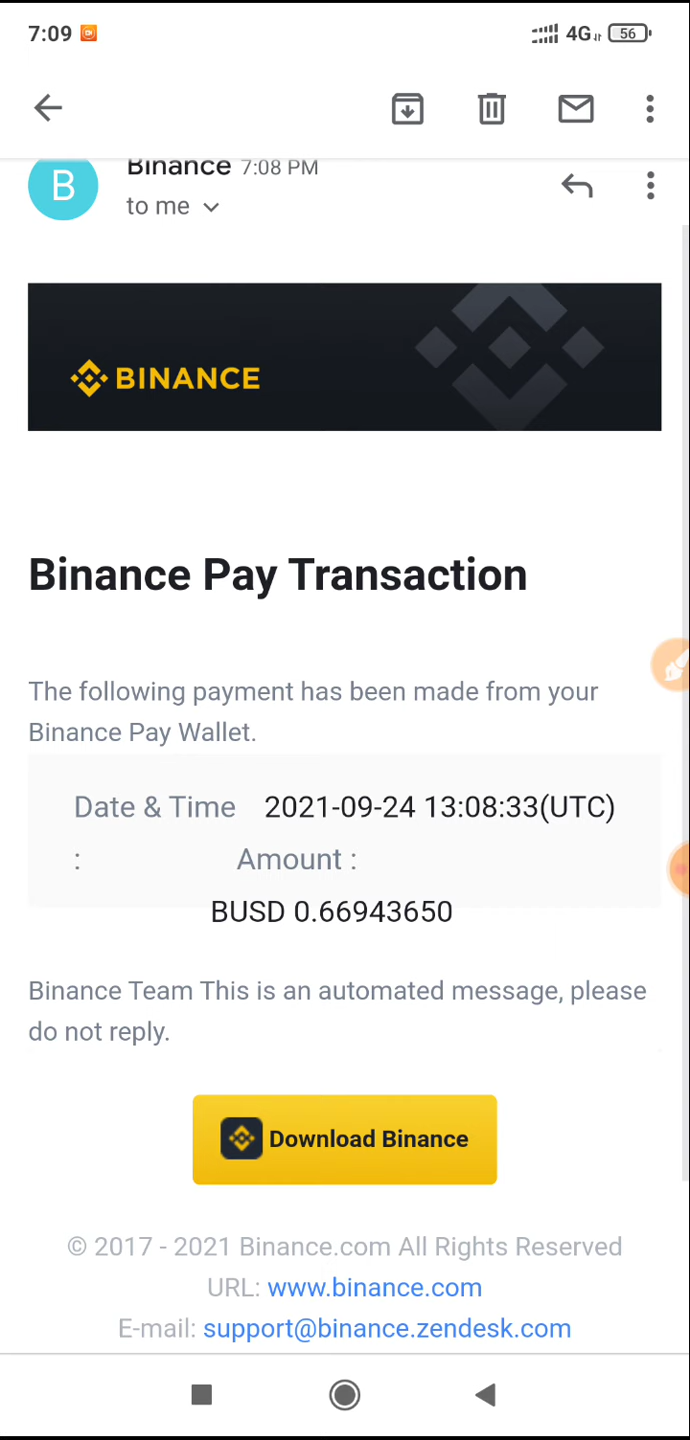 7:09
4G 56
Binance 7:08 PM
B
to me
BINANCE
Binance Pay Transaction
The following payment has been made from your
Binance Pay Wallet.
Date & Time 2021-09-24 13:08:33(UTC)
: Amount :
BUSD 0.66943650
Binance Team This is an automated message, please
do not reply.
Download Binance
© 2017 - 2021 Binance.com All Rights Reserved
URL: www.binance.com
E-mail: support@binance.zendesk.com